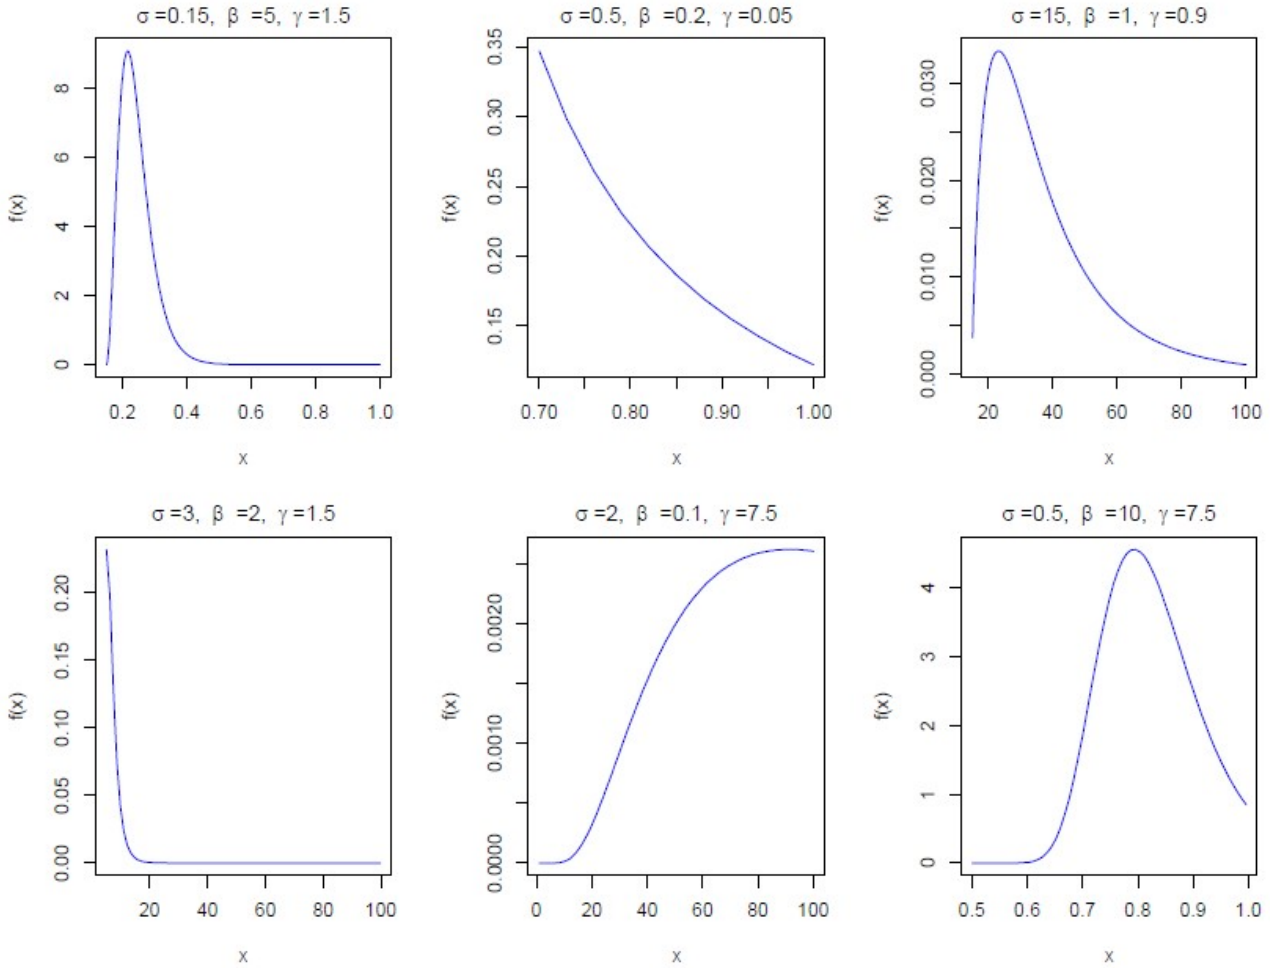 σ =0.15, β =5, γ =1.5
f(x)
8
6
4
2
0
0.2 0.4 0.6 0.8 1.0
x
σ =0.5, β =0.2, γ =0.05
f(x)
0.35
0.30
0.25
0.20
0.15
0.70 0.80 0.90 1.00
x
σ =15, β =1, γ =0.9
f(x)
0.030
0.020
0.010
0.000
20 40 60 80 100
x
σ =3, β =2, γ =1.5
f(x)
0.20
0.15
0.10
0.05
0.00
20 40 60 80 100
x
σ =2, β =0.1, γ =7.5
f(x)
0.0020
0.0010
0.0000
0 20 40 60 80 100
x
σ =0.5, β =10, γ =7.5
f(x)
4
3
2
1
0
0.5 0.6 0.7 0.8 0.9 1.0
x